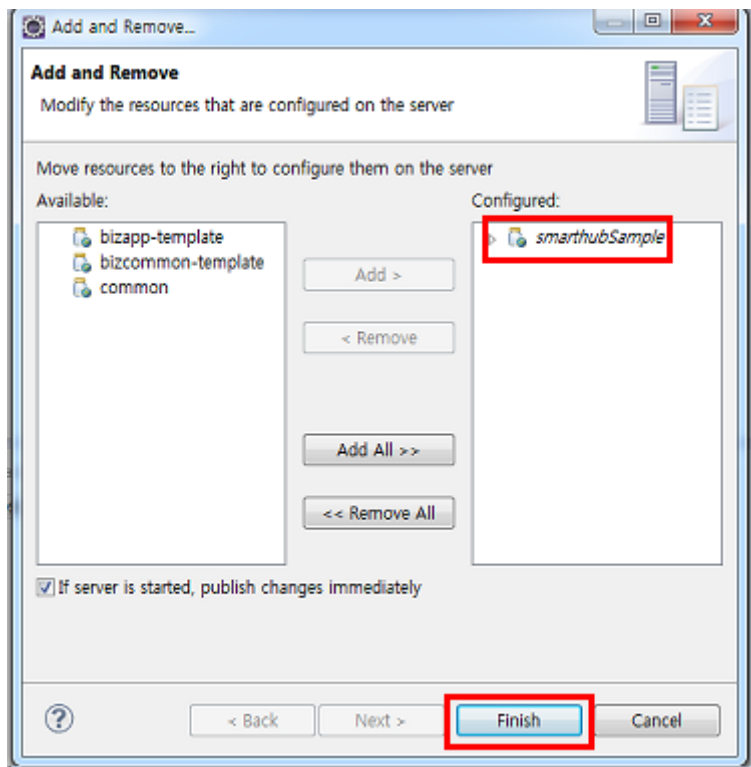 Add and Remove...
Add and Remove
Modify the resources that are configured on the server
Move resources to the right to configure them on the server
Available:
Configured:
bizapp-template
bizcommon-template
common
smarthubSample
Add >
< Remove
Add All >>
<< Remove All
If server is started, publish changes immediately
? < Back Next > Finish Cancel